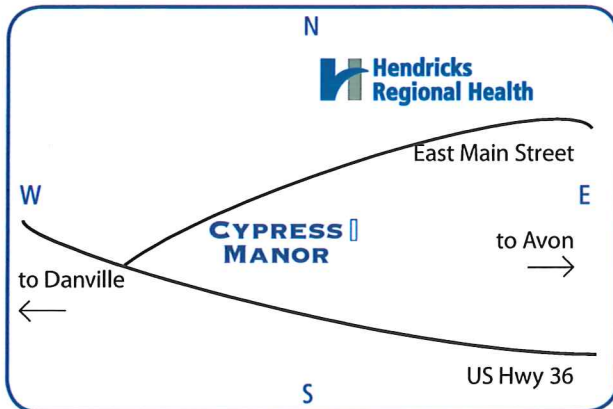 N
Hendricks
Regional Health
East Main Street
W
E
CYPRESS
MANOR
to Avon
to Danville
US Hwy 36
S